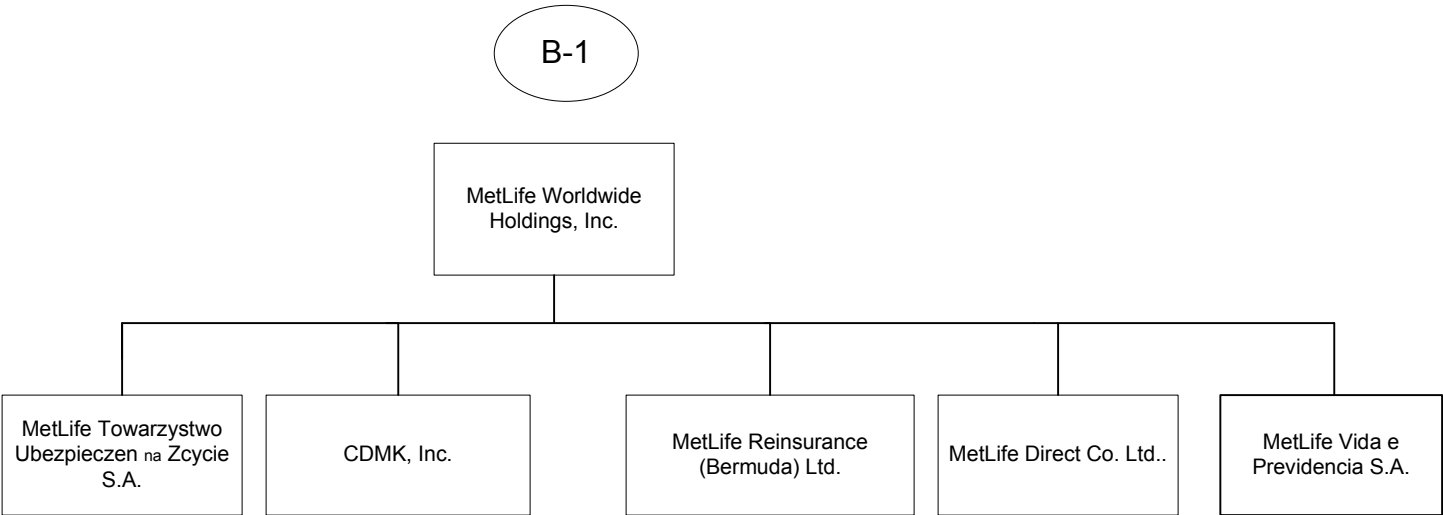 B-1
MetLife Worldwide
Holdings, Inc.
MetLife Towarzystwo
Ubezpieczen na Zcycie
S.A.
CDMK, Inc.
MetLife Reinsurance
(Bermuda) Ltd.
MetLife Direct Co. Ltd..
MetLife Vida e
Previdencia S.A.